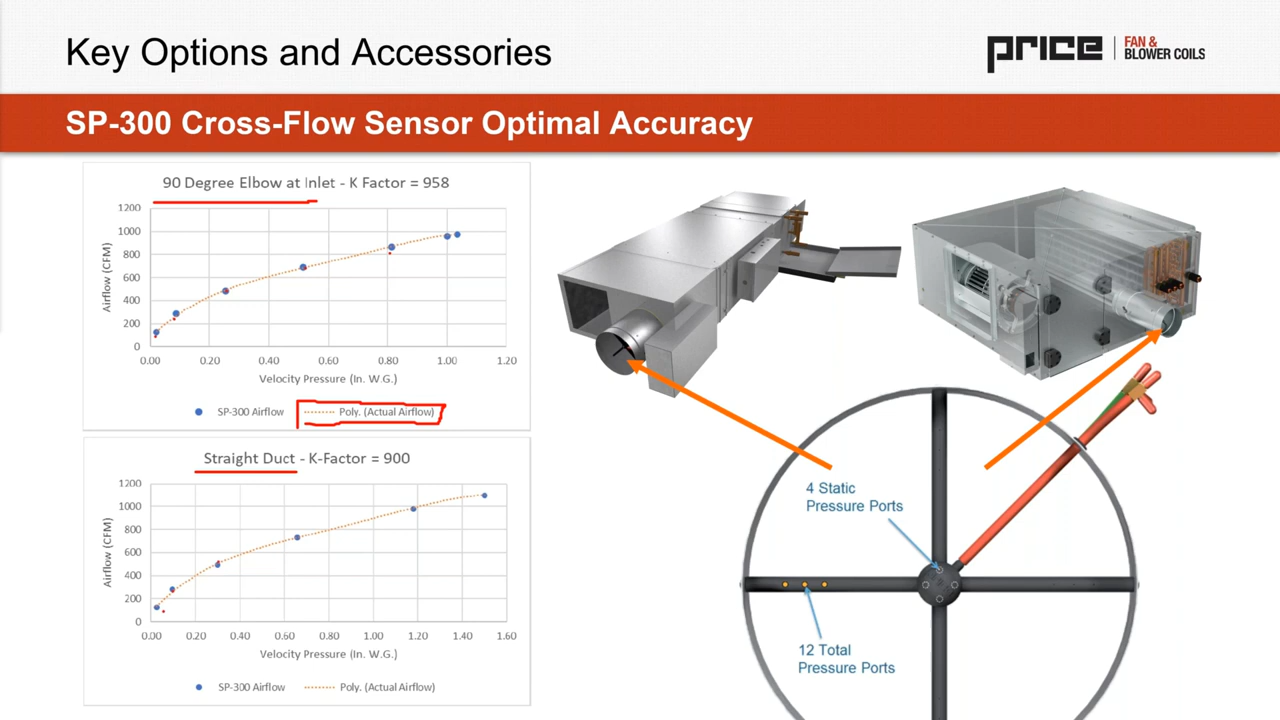 Key Options and Accessories
PRICE
FAN &
BLOWER COILS
SP-300 Cross-Flow Sensor Optimal Accuracy
90 Degree Elbow at Inlet - K Factor = 958
1200
1000
800
600
400
200
0
Airflow (CFM)
0.00 0.20 0.40 0.60 0.80 1.00 1.20
Velocity Pressure (In. W.G.)
SP-300 Airflow Poly. (Actual Airflow)
Straight Duct - K-Factor = 900
1200
1000
800
600
400
200
0
Airflow (CFM)
0.00 0.20 0.40 0.60 0.80 1.00 1.20 1.40 1.60
Velocity Pressure (In. W.G.)
SP-300 Airflow Poly. (Actual Airflow)
4 Static
Pressure Ports
12 Total
Pressure Ports